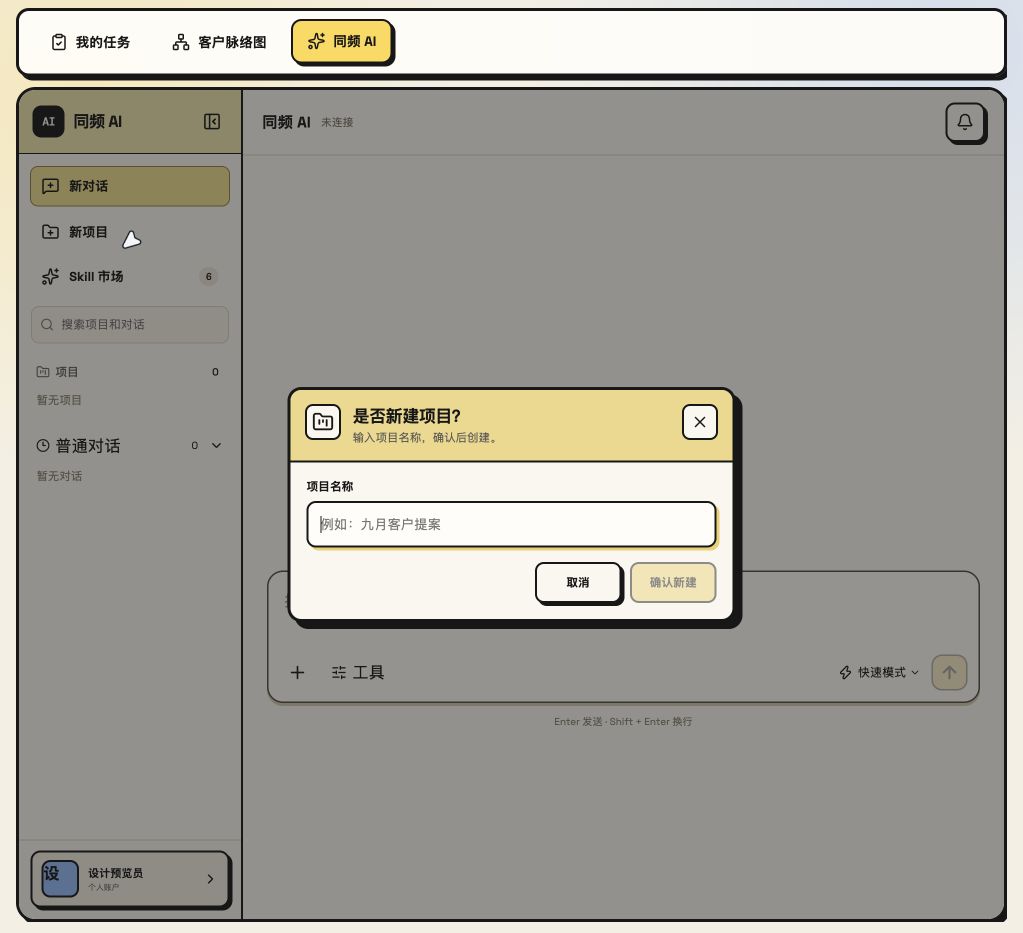 我的任务
客户脉络图
同频 AI
AI
同频 AI
同频 AI 未连接
新对话
新项目
Skill 市场 6
搜索项目和对话
项目 0
暂无项目
普通对话 0
暂无对话
是否新建项目?
输入项目名称，确认后创建。
项目名称
例如：九月客户提案
取消
确认新建
工具
快速模式
Enter 发送 · Shift + Enter 换行
设
设计预览员
个人账户